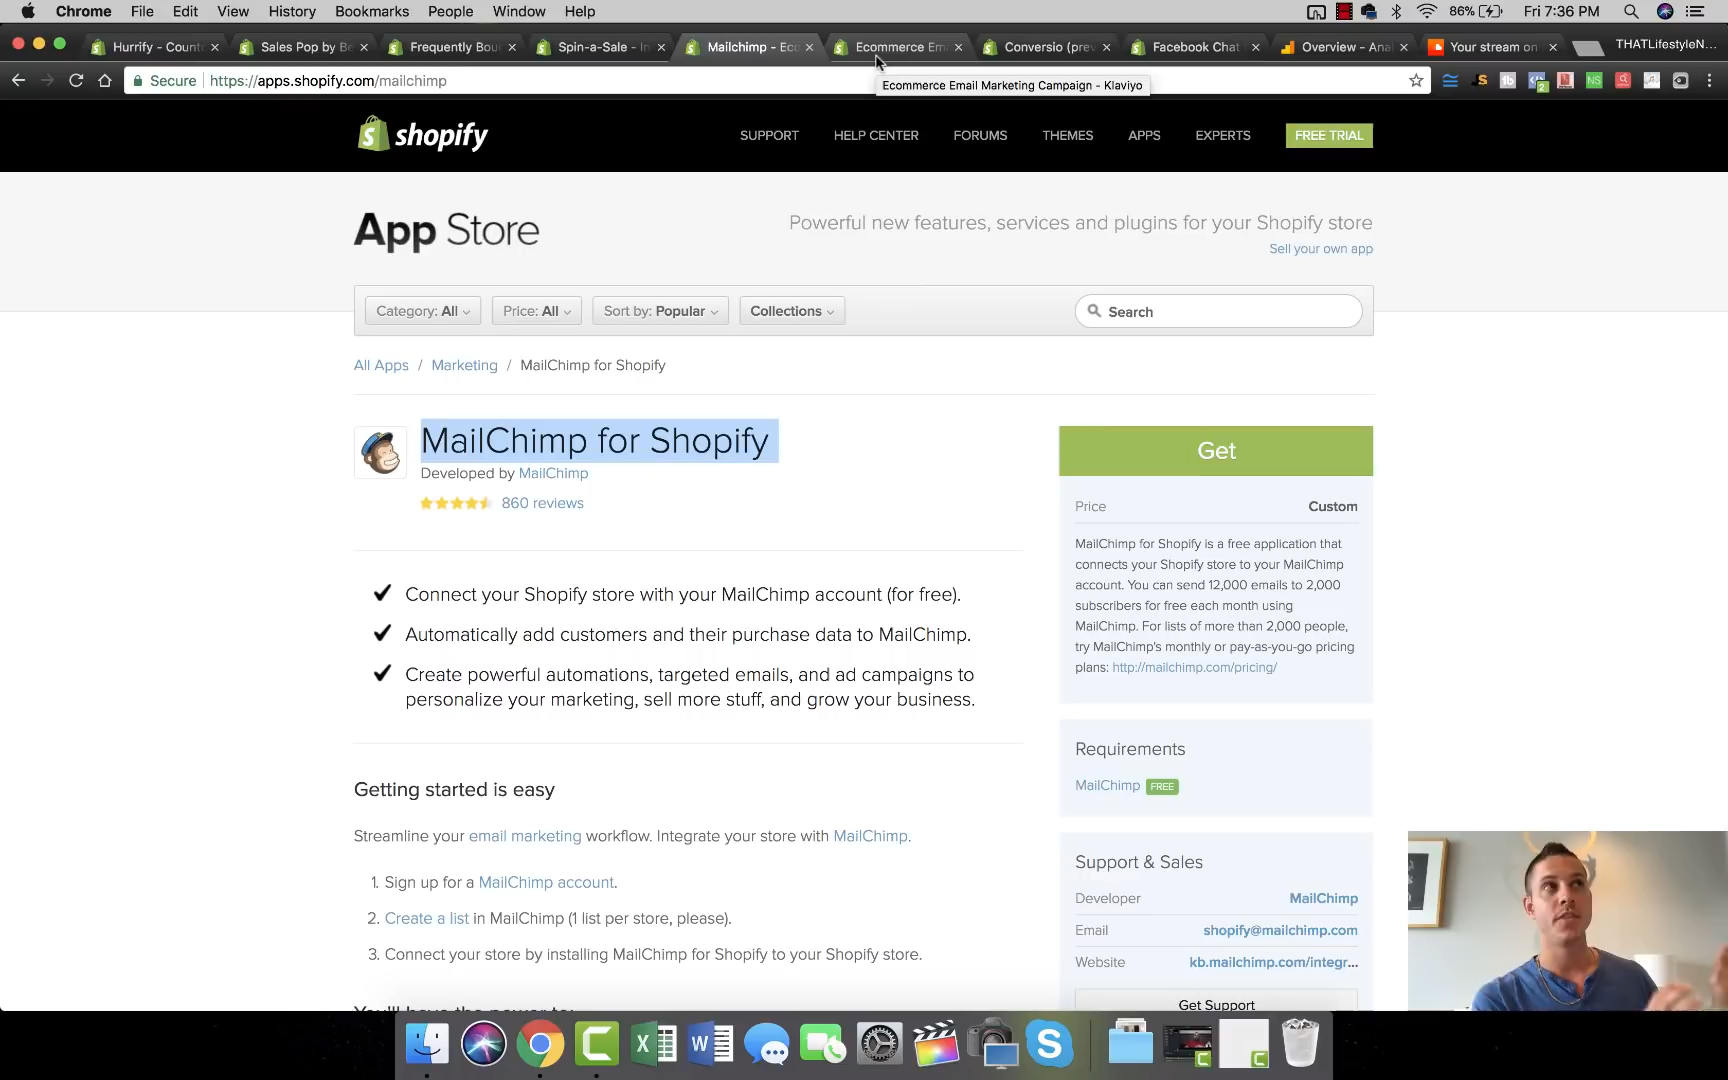 Chrome File Edit View History Bookmarks People Window Help 86% Fri 7:36 PM
Hurrify - Count Sales Pop by Be Frequently Bou Spin-a-Sale - In Mailchimp - Eco Ecommerce Em Conversio (prev Facebook Chat Overview - Anal Your stream on THATLifestyleN...
Secure https://apps.shopify.com/mailchimp
Ecommerce Email Marketing Campaign - Klaviyo
shopify SUPPORT HELP CENTER FORUMS THEMES APPS EXPERTS FREE TRIAL
App Store Powerful new features, services and plugins for your Shopify store
Sell your own app
Category: All Price: All Sort by: Popular Collections Search
All Apps / Marketing / MailChimp for Shopify
MailChimp for Shopify
Developed by MailChimp
860 reviews
Connect your Shopify store with your MailChimp account (for free).
Automatically add customers and their purchase data to MailChimp.
Create powerful automations, targeted emails, and ad campaigns to
personalize your marketing, sell more stuff, and grow your business.
Getting started is easy
Streamline your email marketing workflow. Integrate your store with MailChimp.
1. Sign up for a MailChimp account.
2. Create a list in MailChimp (1 list per store, please).
3. Connect your store by installing MailChimp for Shopify to your Shopify store.
Get
Price Custom
MailChimp for Shopify is a free application that
connects your Shopify store to your MailChimp
account. You can send 12,000 emails to 2,000
subscribers for free each month using
MailChimp. For lists of more than 2,000 people,
try MailChimp's monthly or pay-as-you-go pricing
plans: http://mailchimp.com/pricing/
Requirements
MailChimp FREE
Support & Sales
Developer MailChimp
Email shopify@mailchimp.com
Website kb.mailchimp.com/integr...
Get Support